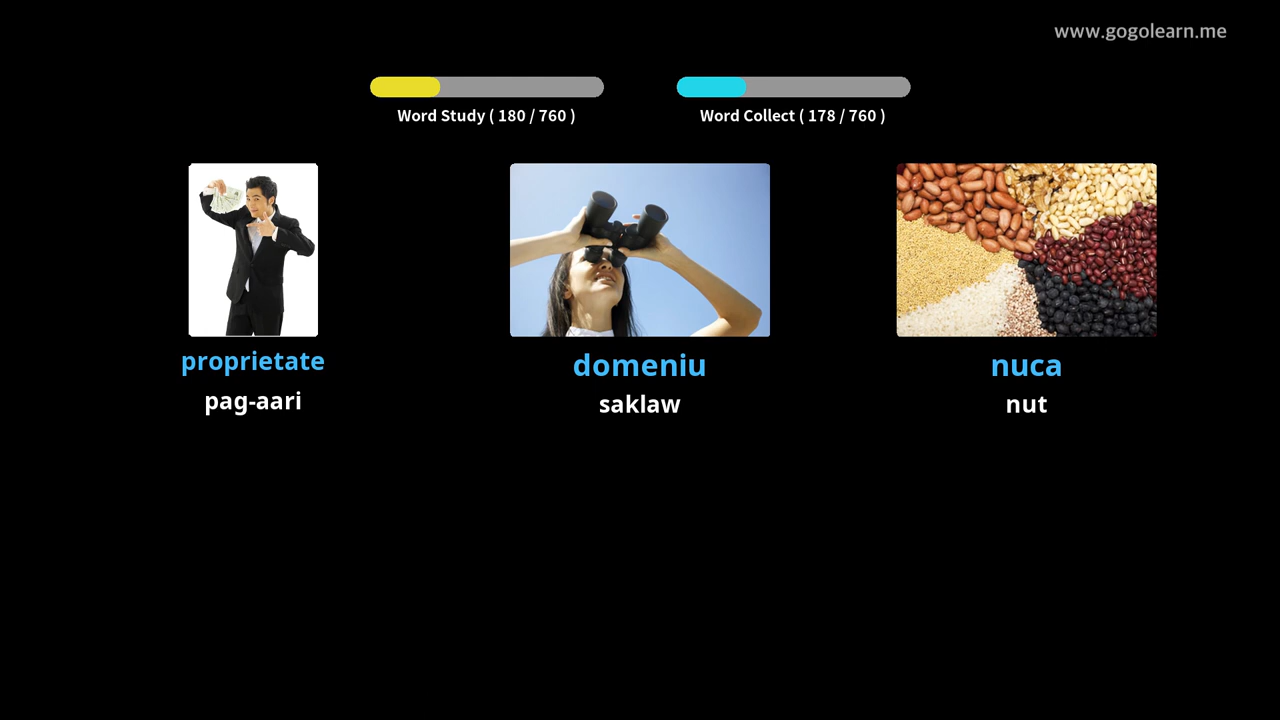 www.gogolearn.me
Word Study ( 180 / 760 )
Word Collect ( 178 / 760 )
proprietate
pag-aari
domeniu
saklaw
nuca
nut